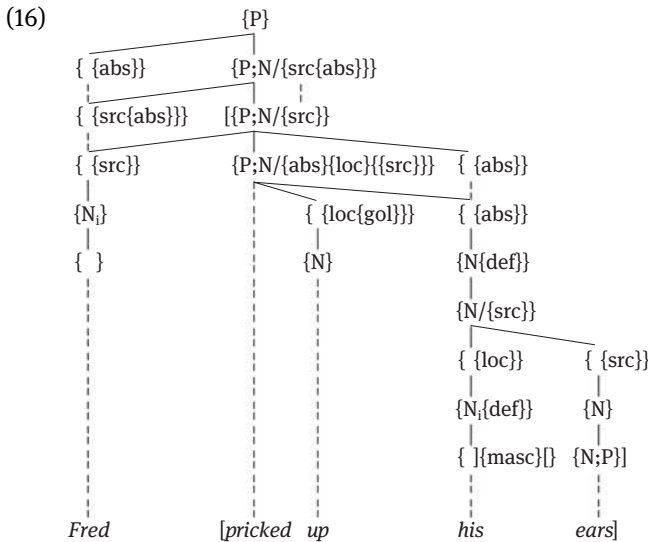 (16) {P}
{ {abs}} {P;N/{src{abs}}}
{ {src{abs}}} [{P;N/{src}}
{ {src}} {P;N/{abs}{loc}{{src}}} { {abs}}
{Nᵢ} { {loc{gol}}} { {abs}}
{ } {N} {N{def}}
{N/{src}}
{ {loc}} { {src}}
{Nᵢ{def}} {N}
{ ]{masc}[} {N;P}]
Fred [pricked up his ears]